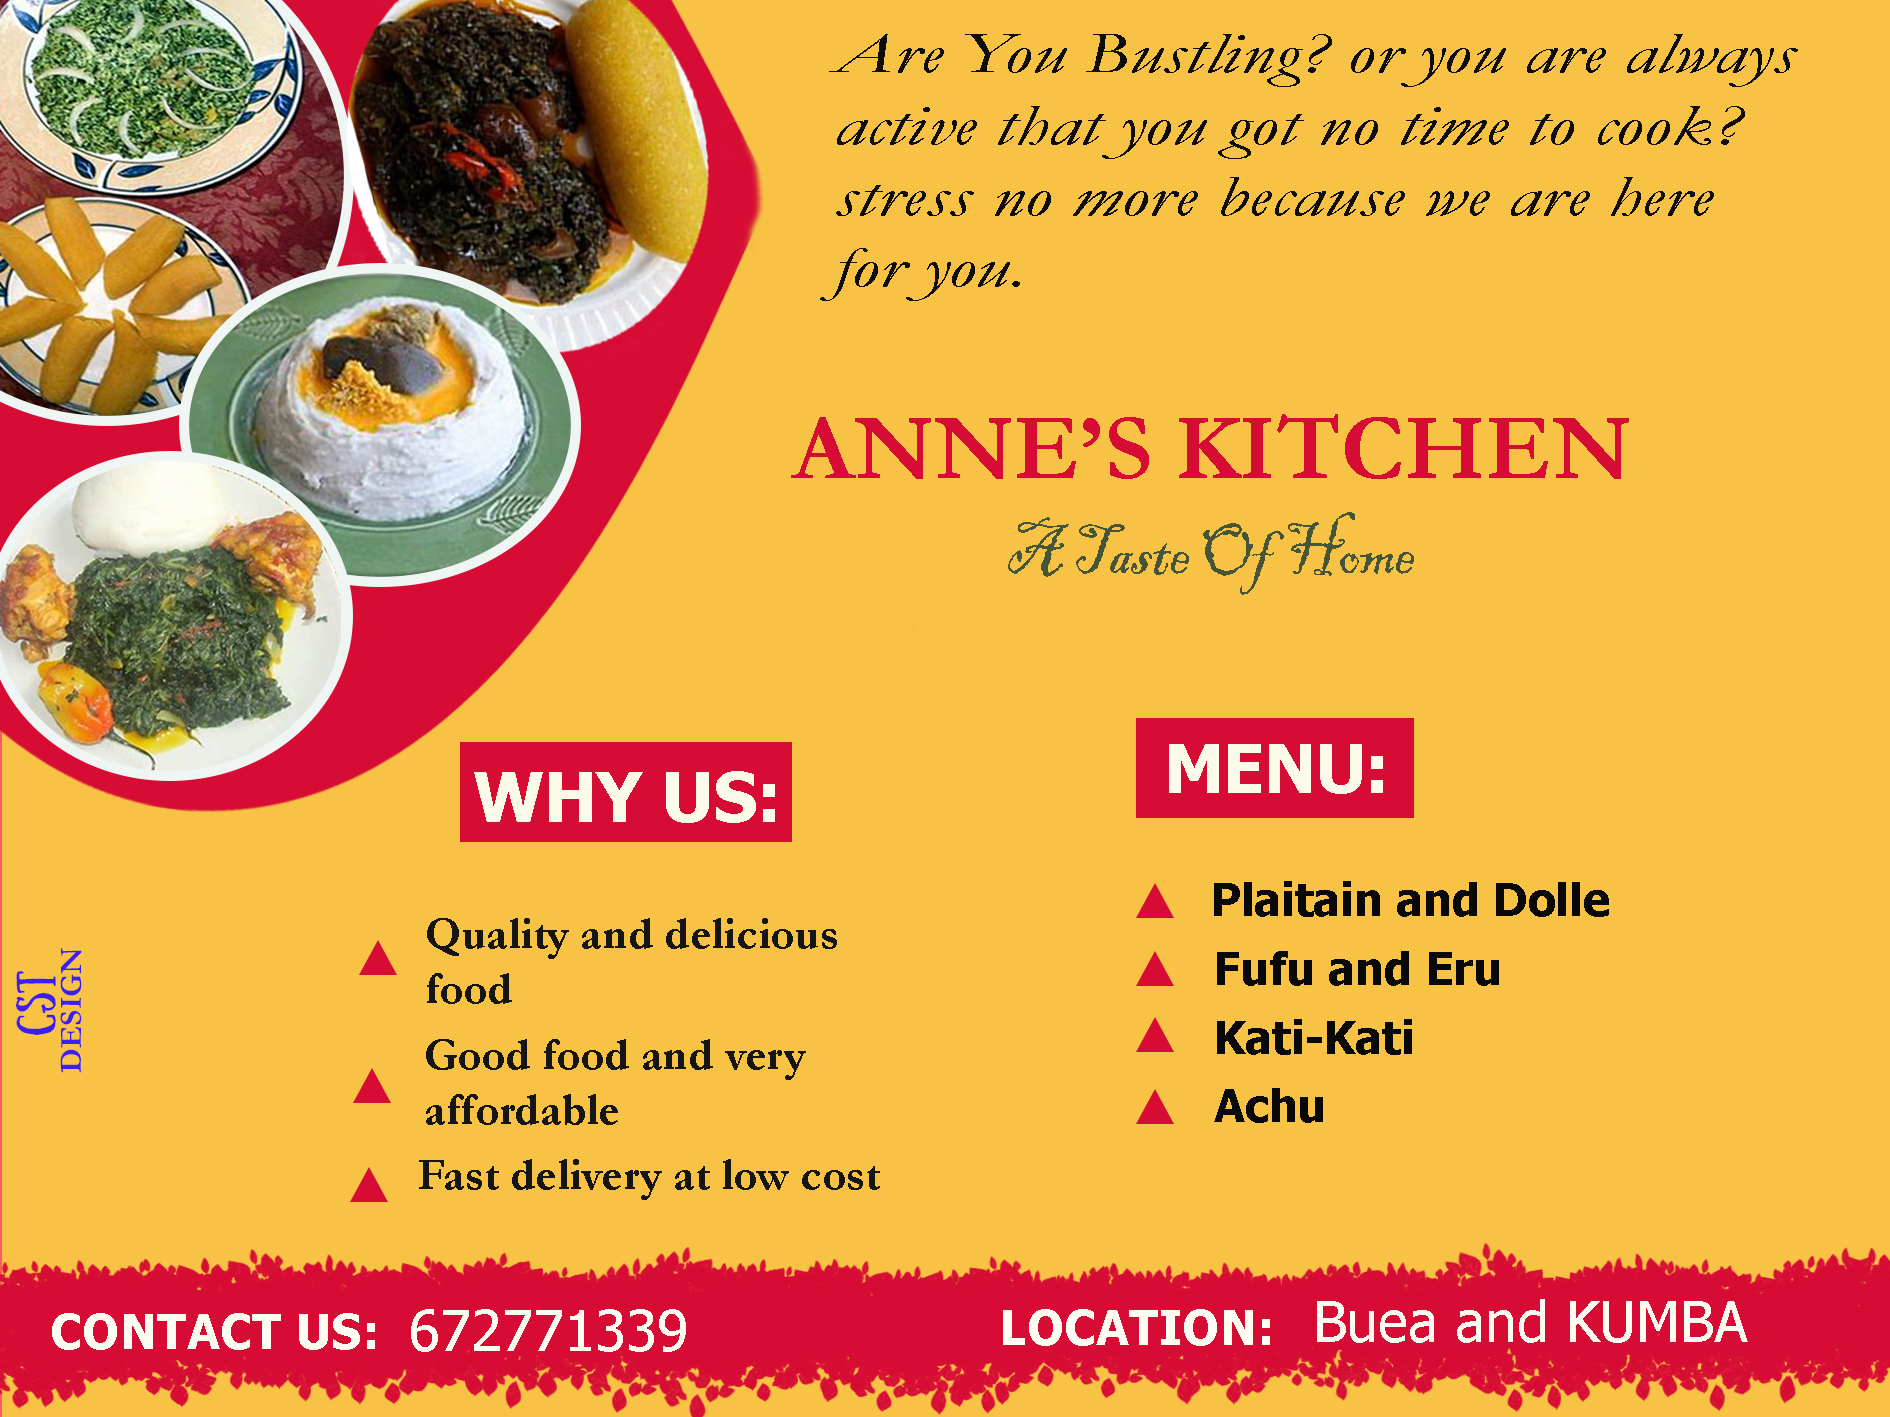 Are You Bustling? or you are always
active that you got no time to cook?
stress no more because we are here
for you.
ANNE'S KITCHEN
A Taste Of Home
WHY US:
Quality and delicious
food
Good food and very
affordable
Fast delivery at low cost
MENU:
Plaitain and Dolle
Fufu and Eru
Kati-Kati
Achu
CST
DESIGN
CONTACT US: 672771339
LOCATION: Buea and KUMBA